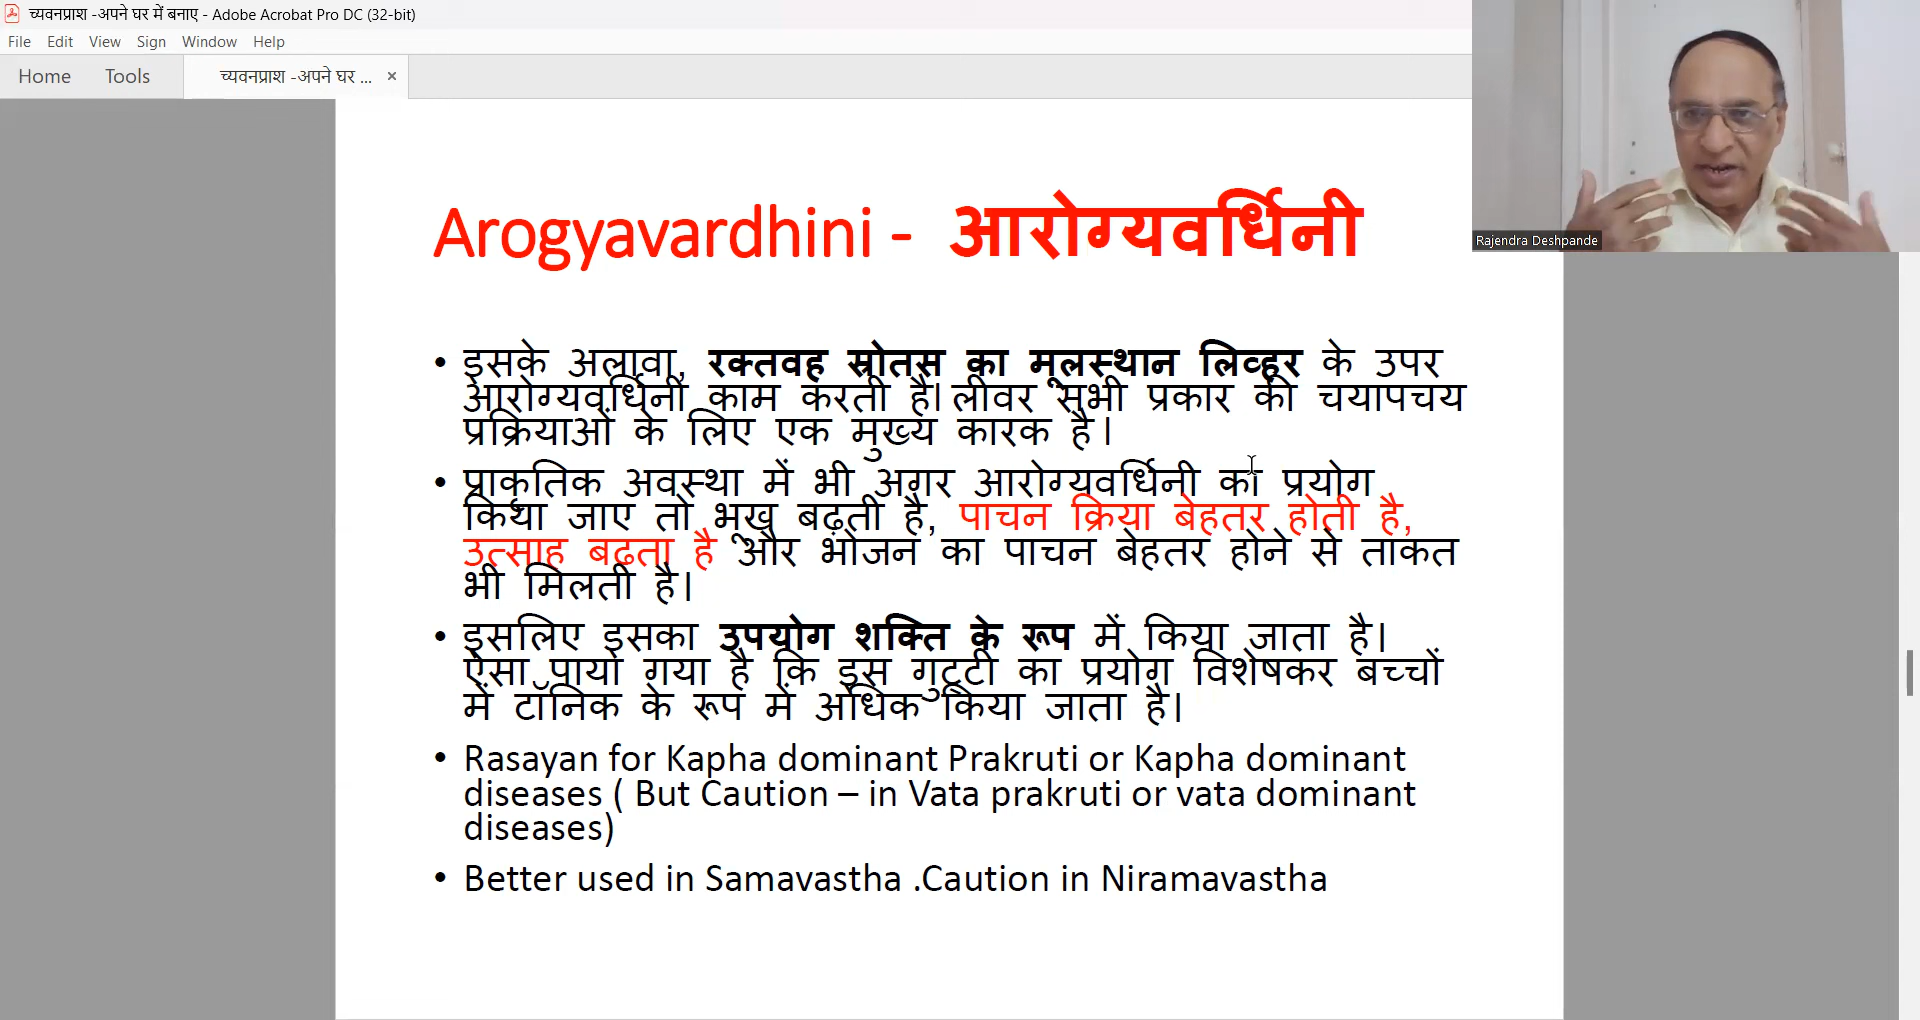 च्यवनप्राश -अपने घर में बनाए - Adobe Acrobat Pro DC (32-bit)
File Edit View Sign Window Help
Home Tools च्यवनप्राश -अपने घर ... ×
Rajendra Deshpande
Arogyavardhini - आरोग्यवर्धिनी
• इसके अलावा, रक्तवह स्रोतस का मूलस्थान लिव्हर के उपर
आरोग्यवर्धिनी काम करती है। लीवर सभी प्रकार की चयापचय
प्रक्रियाओं के लिए एक मुख्य कारक है।
• प्राकृतिक अवस्था में भी अगर आरोग्यवर्धिनी का प्रयोग
किया जाए तो भूख बढ़ती है, पाचन क्रिया बेहतर होती है,
उत्साह बढ़ता है और भोजन का पाचन बेहतर होने से ताकत
भी मिलती है।
• इसलिए इसका उपयोग शक्ति के रूप में किया जाता है।
ऐसा पाया गया है कि इस गुट्टी का प्रयोग विशेषकर बच्चों
में टॉनिक के रूप में अधिक किया जाता है।
• Rasayan for Kapha dominant Prakruti or Kapha dominant
diseases ( But Caution – in Vata prakruti or vata dominant
diseases)
• Better used in Samavastha .Caution in Niramavastha